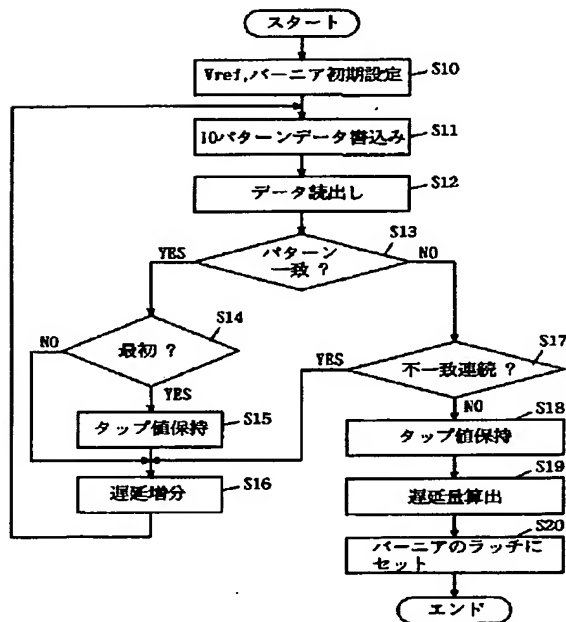 スタート
Vref,バーニア初期設定
S10
IOパターンデータ書込み
S11
データ読出し
S12
パターン
一致 ?
S13
YES
NO
最初 ?
S14
NO
YES
不一致連続 ?
S17
YES
NO
タップ値保持
S15
タップ値保持
S18
遅延増分
S16
遅延量算出
S19
バーニアのラッチに
セット
S20
エンド